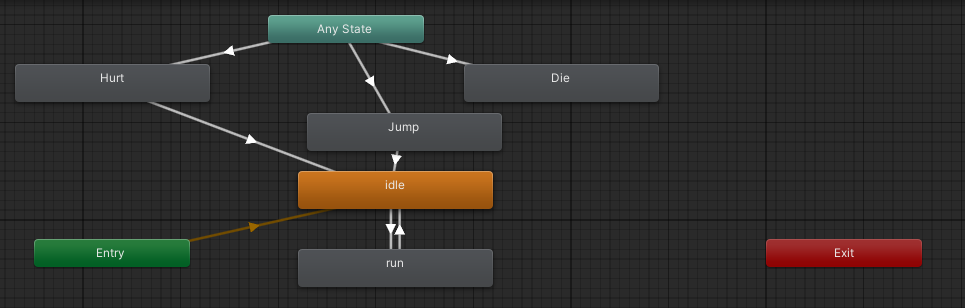 Any State
Hurt
Die
Jump
idle
Entry
Exit
run